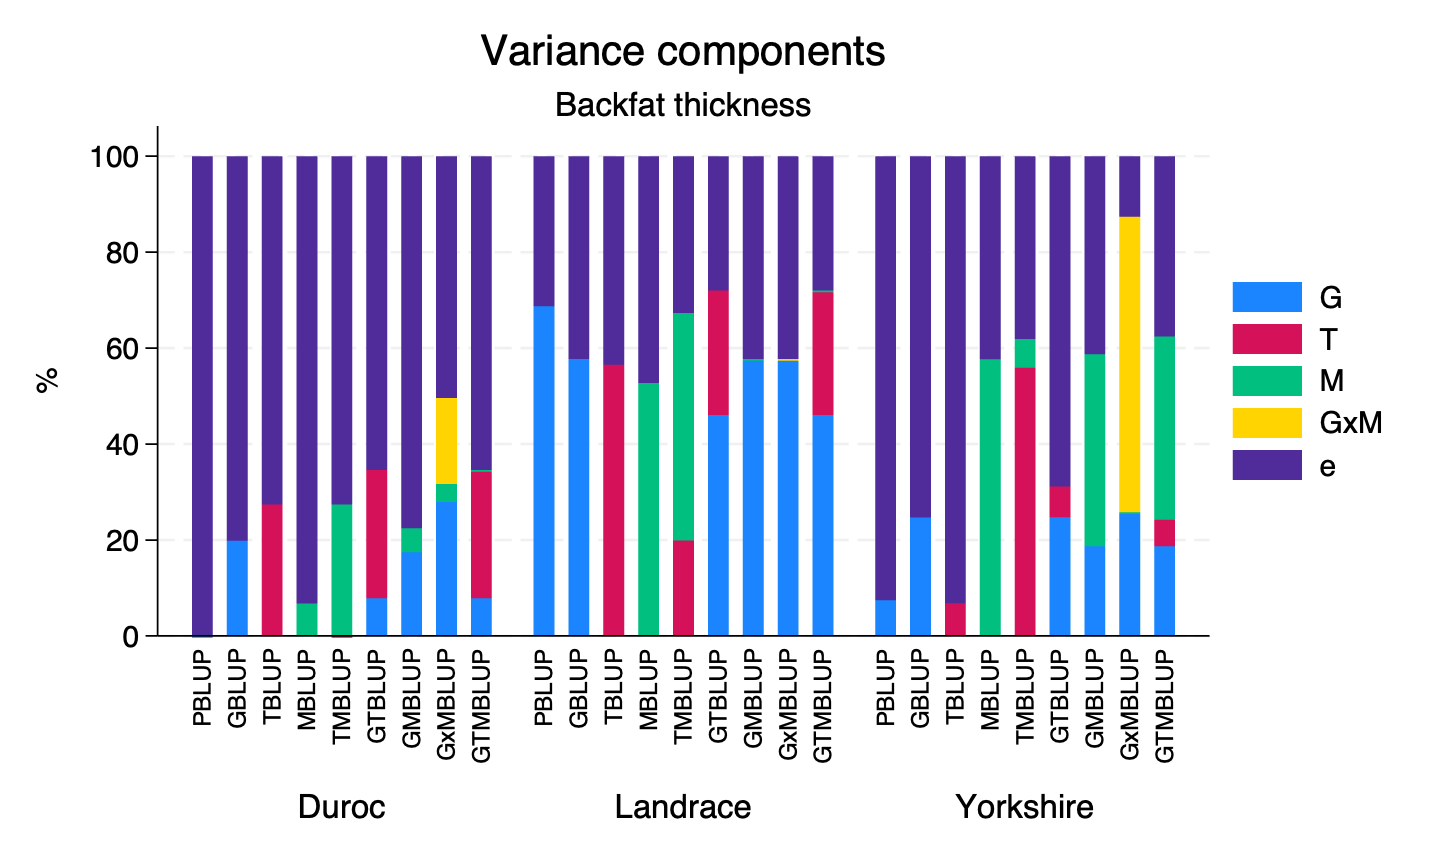 Variance components
Backfat thickness
%
100
80
60
40
20
0
PBLUP GBLUP TBLUP MBLUP TMBLUP GTBLUP GMBLUP GxMBLUP GTMBLUP PBLUP GBLUP TBLUP MBLUP TMBLUP GTBLUP GMBLUP GxMBLUP GTMBLUP PBLUP GBLUP TBLUP MBLUP TMBLUP GTBLUP GMBLUP GxMBLUP GTMBLUP
Duroc Landrace Yorkshire
G
T
M
GxM
e